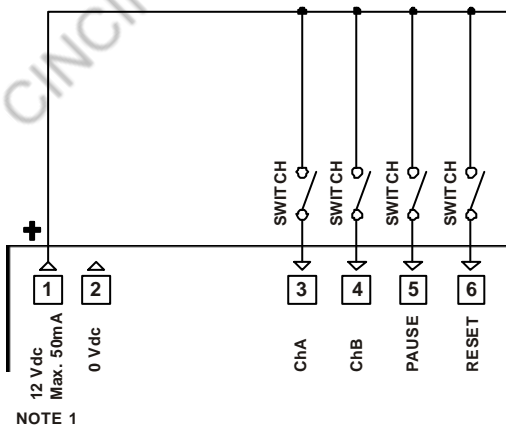 CINCI
SWITCH
SWITCH
SWITCH
SWITCH
+
1
2
3
4
5
6
12 Vdc
Max. 50mA
0 Vdc
ChA
ChB
PAUSE
RESET
NOTE 1